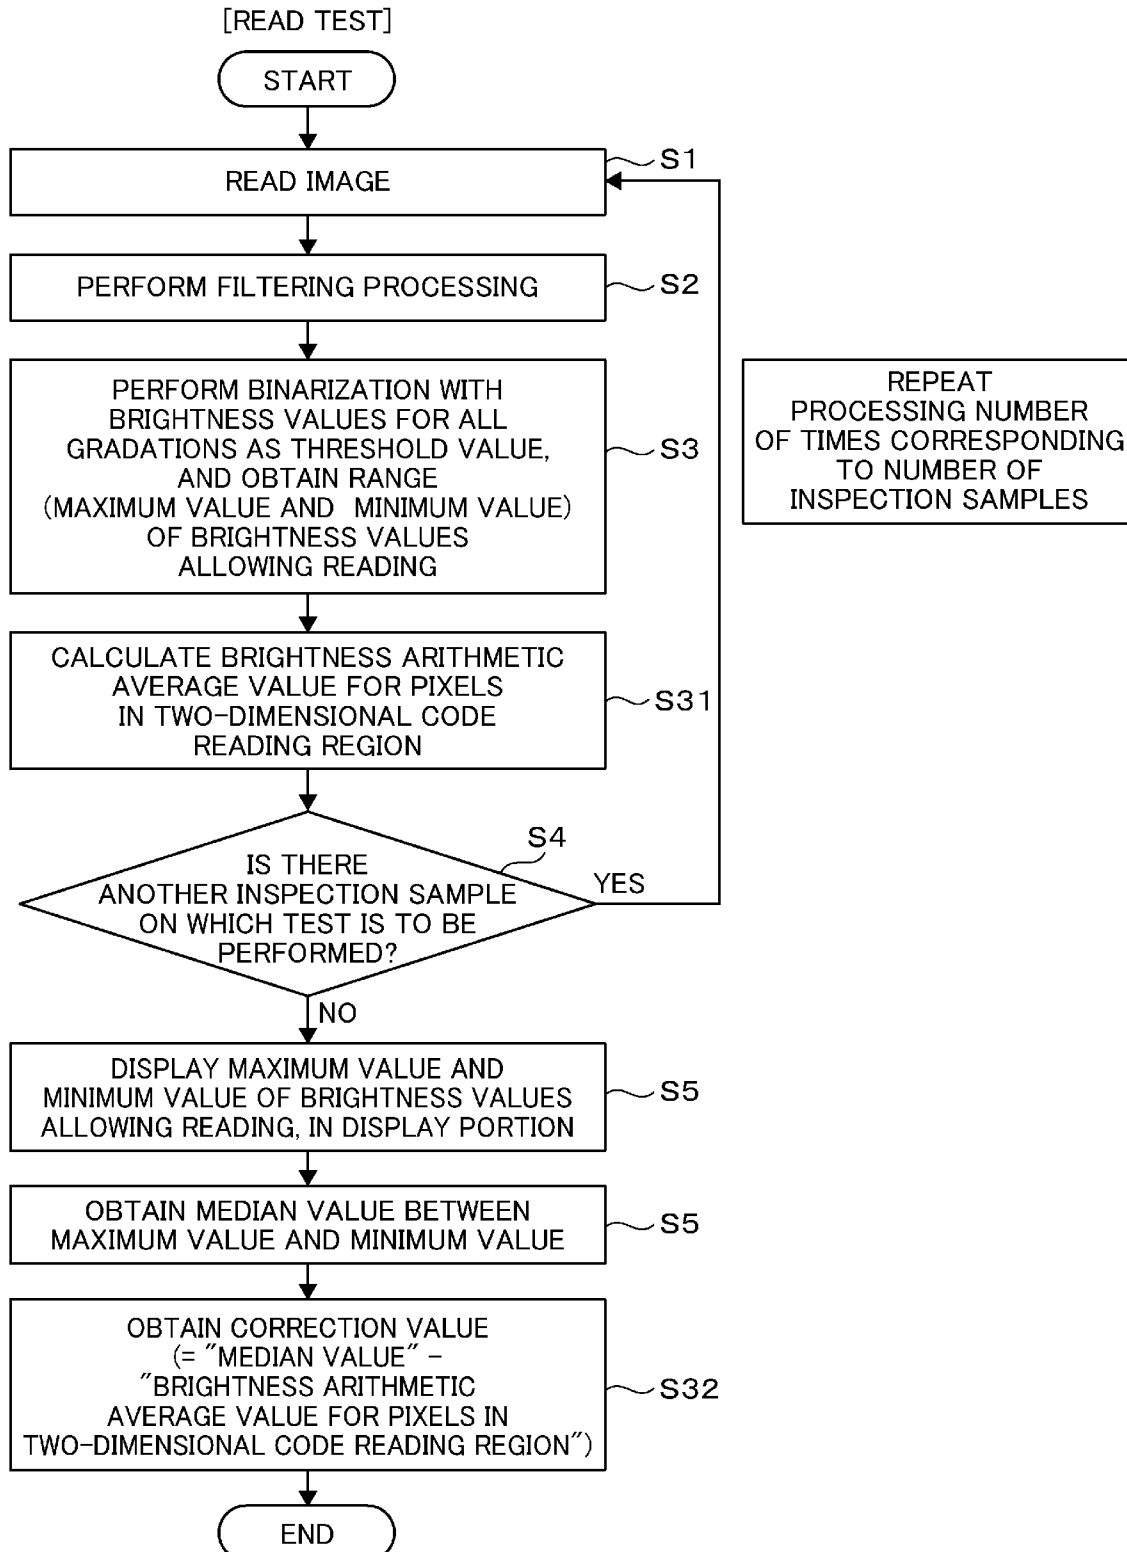 [READ TEST]
START
READ IMAGE
S1
PERFORM FILTERING PROCESSING
S2
PERFORM BINARIZATION WITH
BRIGHTNESS VALUES FOR ALL
GRADATIONS AS THRESHOLD VALUE,
AND OBTAIN RANGE
(MAXIMUM VALUE AND MINIMUM VALUE)
OF BRIGHTNESS VALUES
ALLOWING READING
S3
REPEAT
PROCESSING NUMBER
OF TIMES CORRESPONDING
TO NUMBER OF
INSPECTION SAMPLES
CALCULATE BRIGHTNESS ARITHMETIC
AVERAGE VALUE FOR PIXELS
IN TWO-DIMENSIONAL CODE
READING REGION
S31
IS THERE
ANOTHER INSPECTION SAMPLE
ON WHICH TEST IS TO BE
PERFORMED?
S4
YES
NO
DISPLAY MAXIMUM VALUE AND
MINIMUM VALUE OF BRIGHTNESS VALUES
ALLOWING READING, IN DISPLAY PORTION
S5
OBTAIN MEDIAN VALUE BETWEEN
MAXIMUM VALUE AND MINIMUM VALUE
S5
OBTAIN CORRECTION VALUE
(= "MEDIAN VALUE" –
"BRIGHTNESS ARITHMETIC
AVERAGE VALUE FOR PIXELS IN
TWO-DIMENSIONAL CODE READING REGION")
S32
END